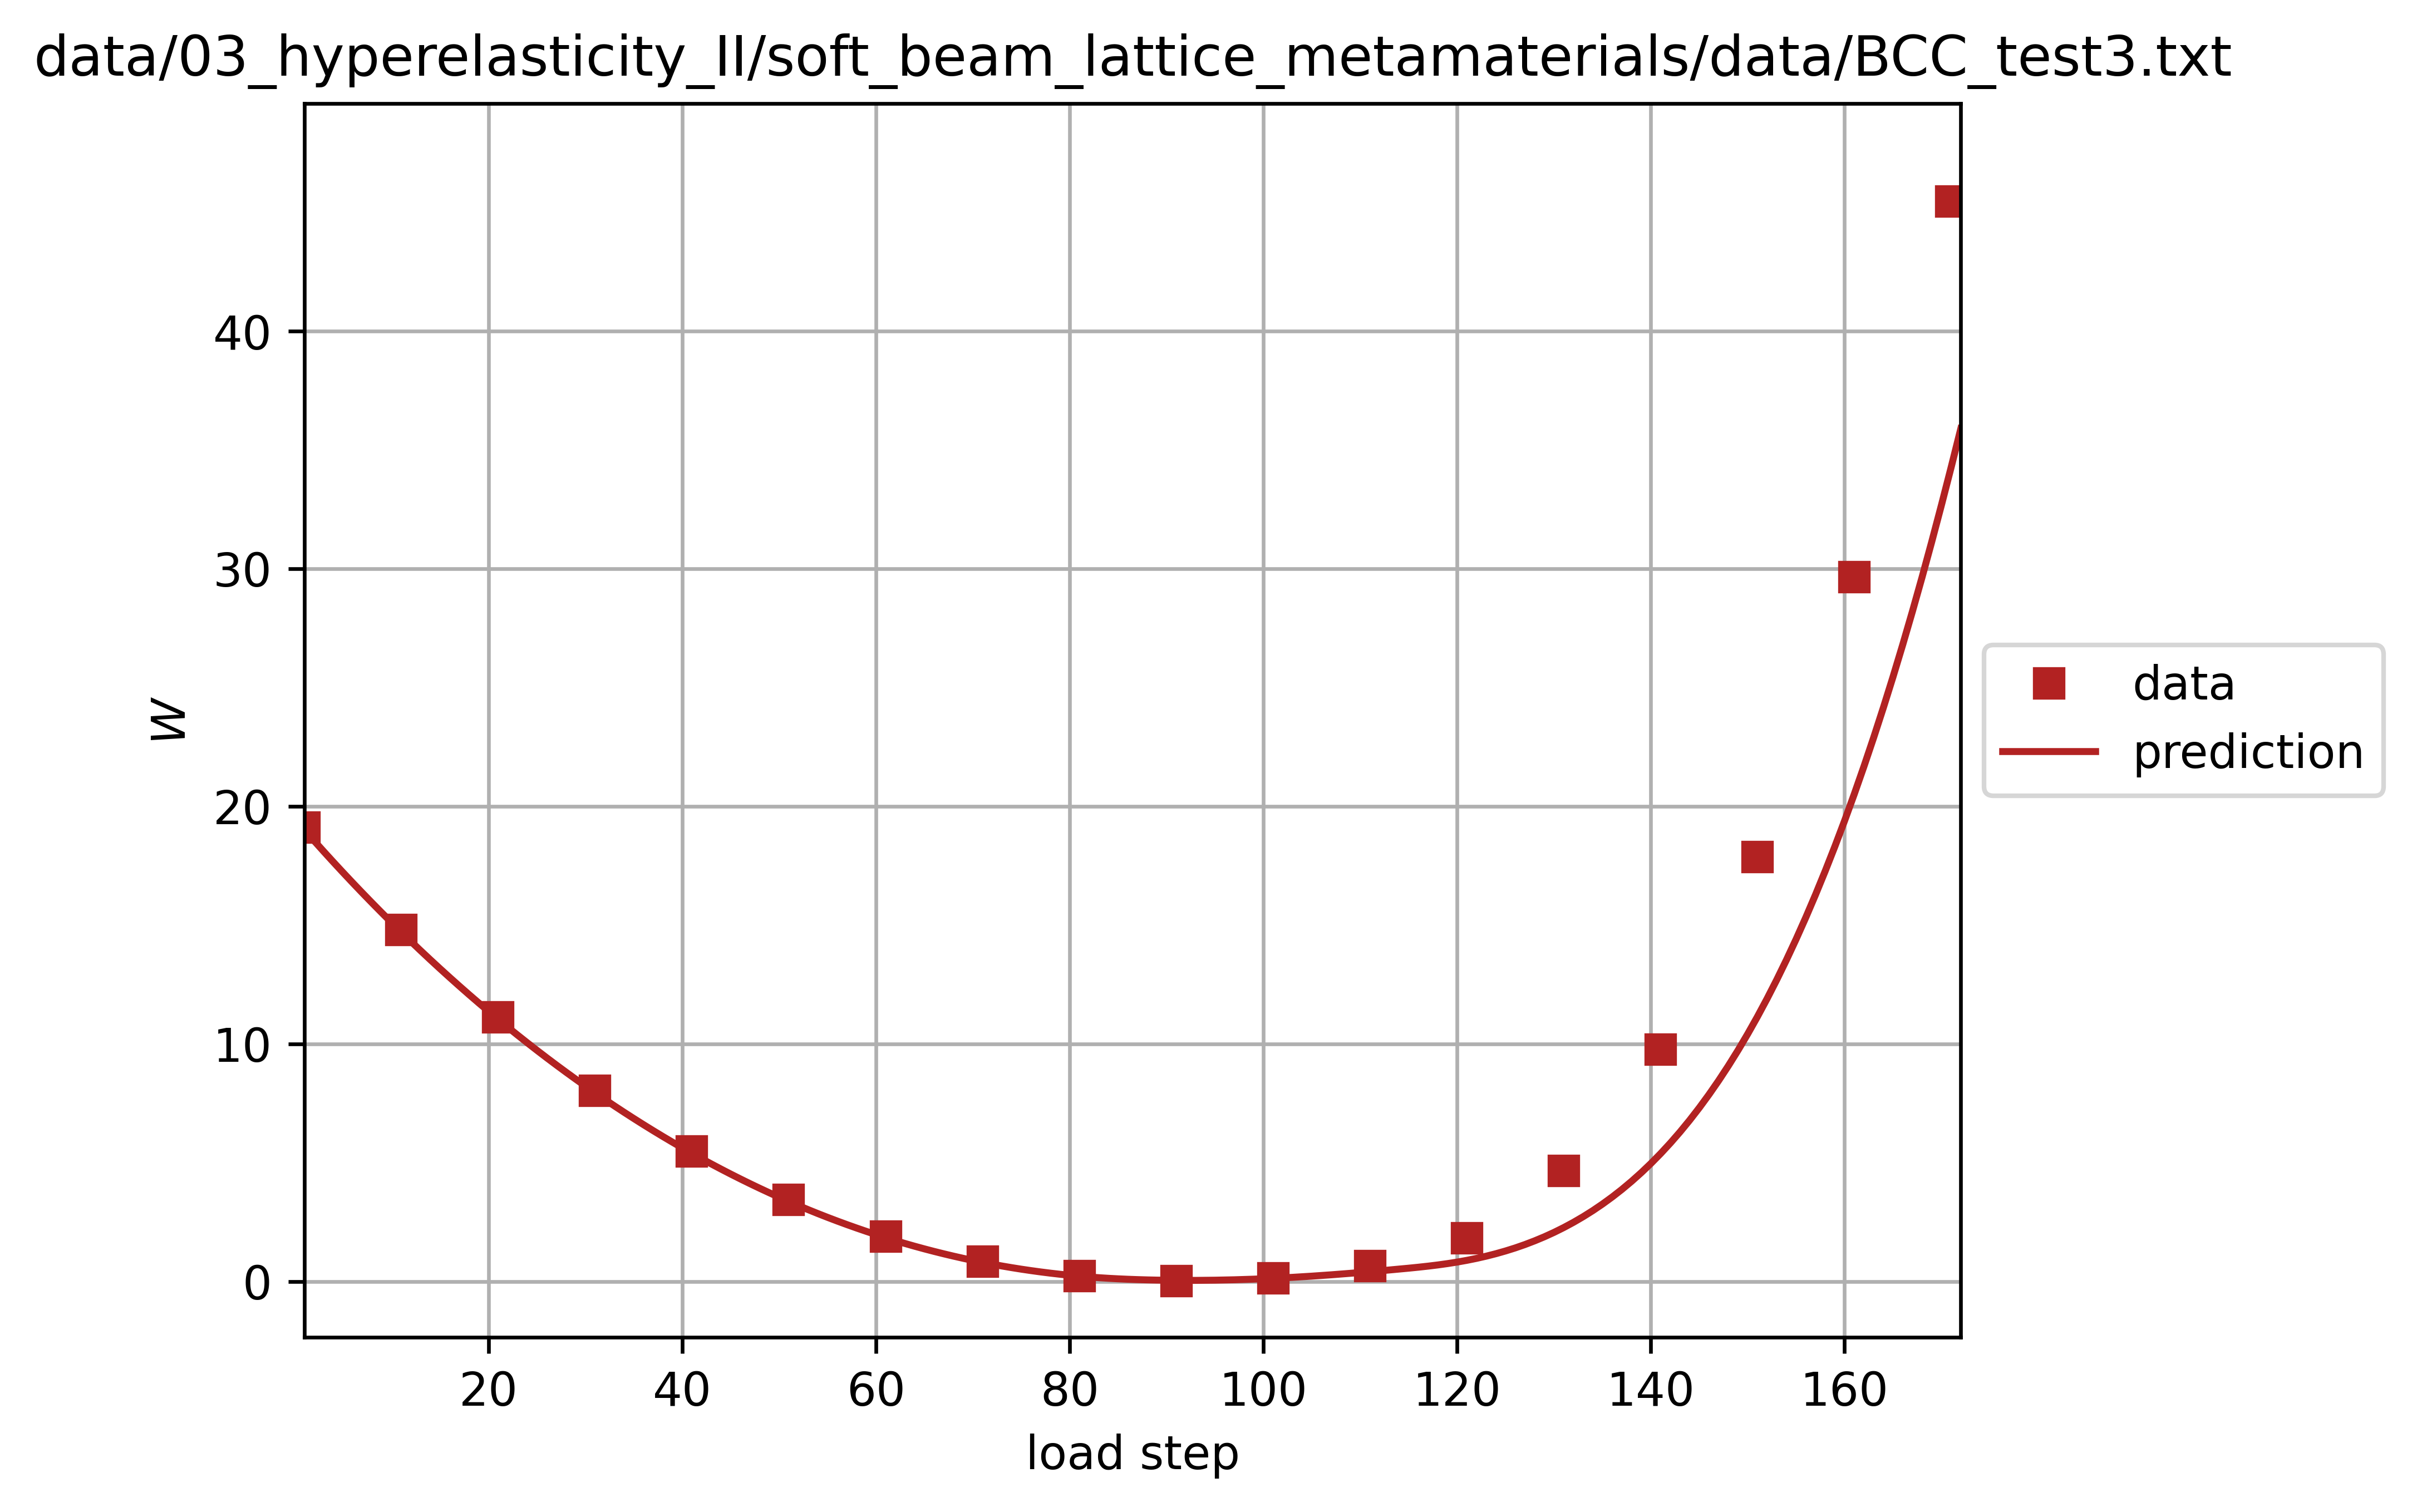 data/03_hyperelasticity_II/soft_beam_lattice_metamaterials/data/BCC_test3.txt
40
30
20
10
0
W
20 40 60 80 100 120 140 160
load step
data
prediction